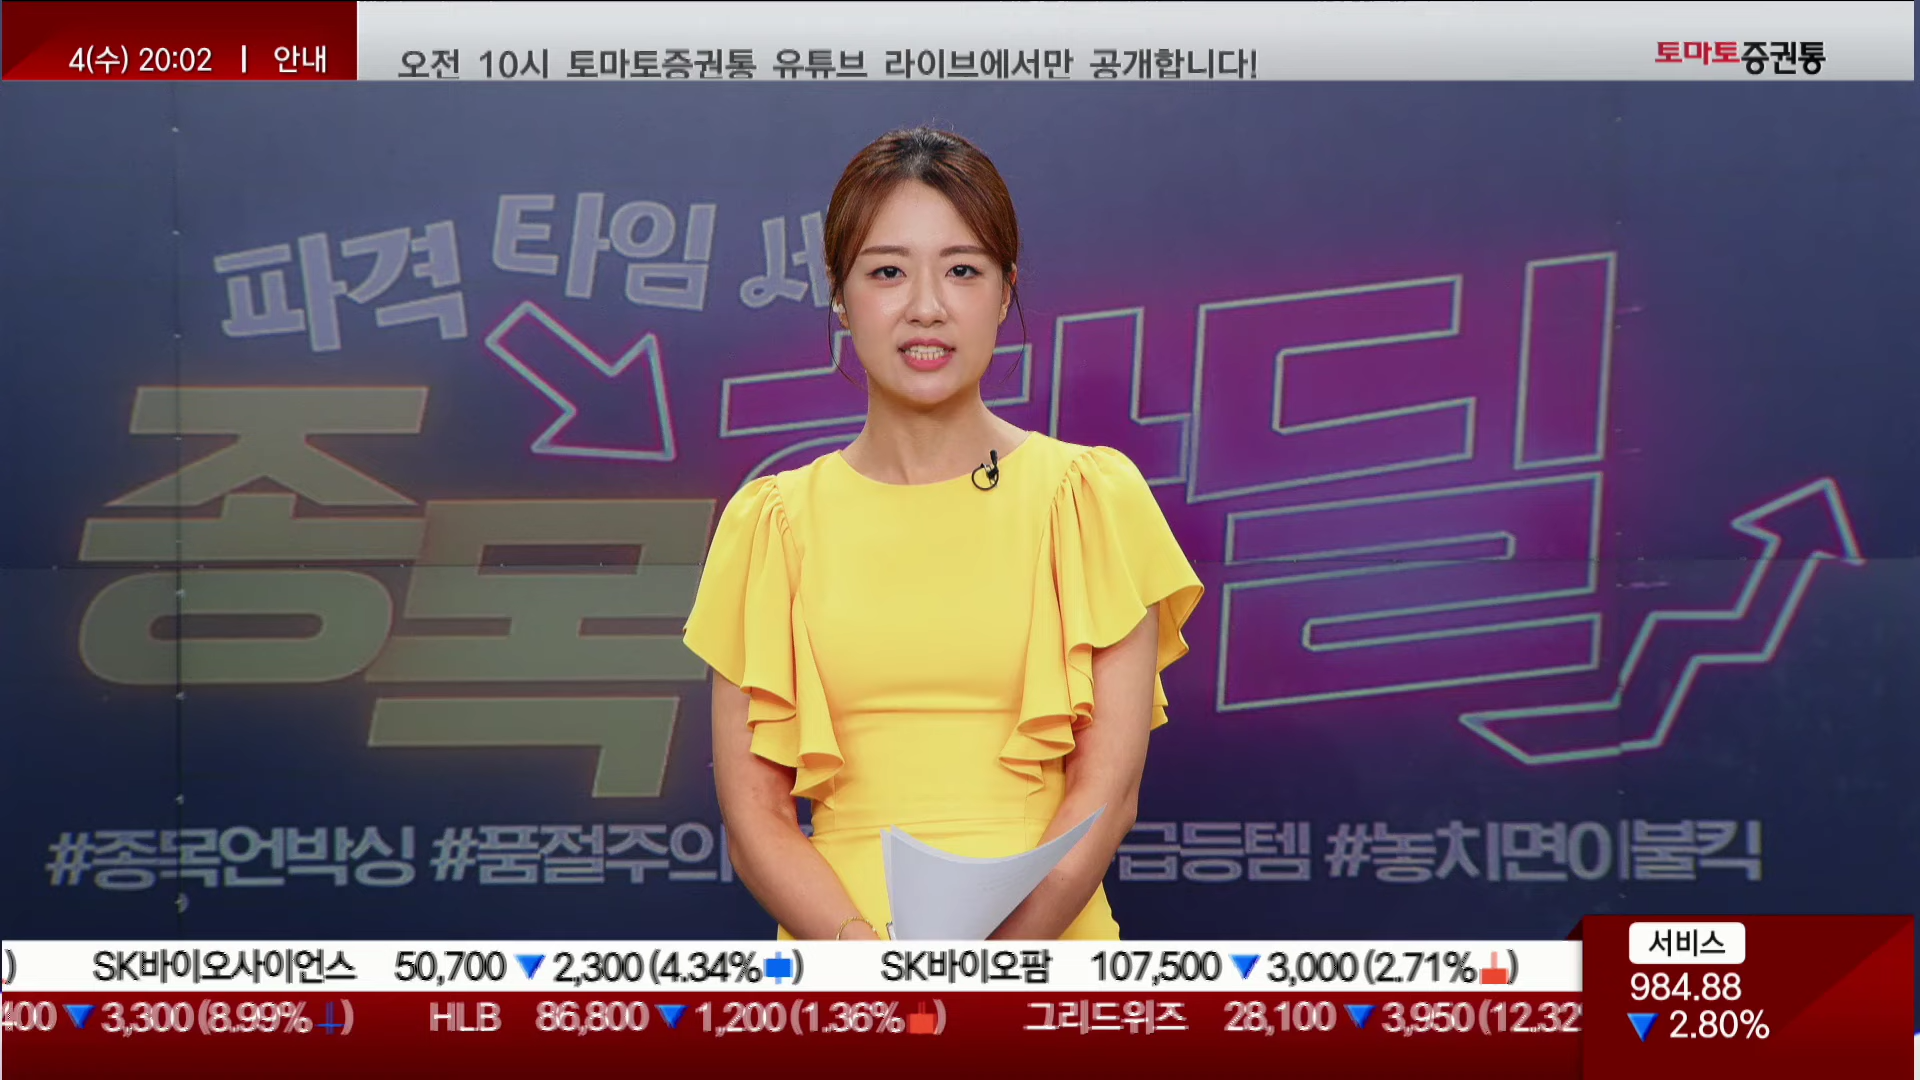 4(수) 20:02 | 안내
오전 10시 토마토증권통 유튜브 라이브에서만 공개합니다!
토마토증권통
파격 타임 세
종목
핫딜
#종목언박싱 #품절주의
급등템 #놓치면이불킥
) SK바이오사이언스 50,700 ▼ 2,300 (4.34%) SK바이오팜 107,500 ▼ 3,000 (2.71%)
400 ▼ 3,300 (8.99%) HLB 86,800 ▼ 1,200 (1.36%) 그리드위즈 28,100 ▼ 3,950 (12.32%
서비스
984.88
▼ 2.80%